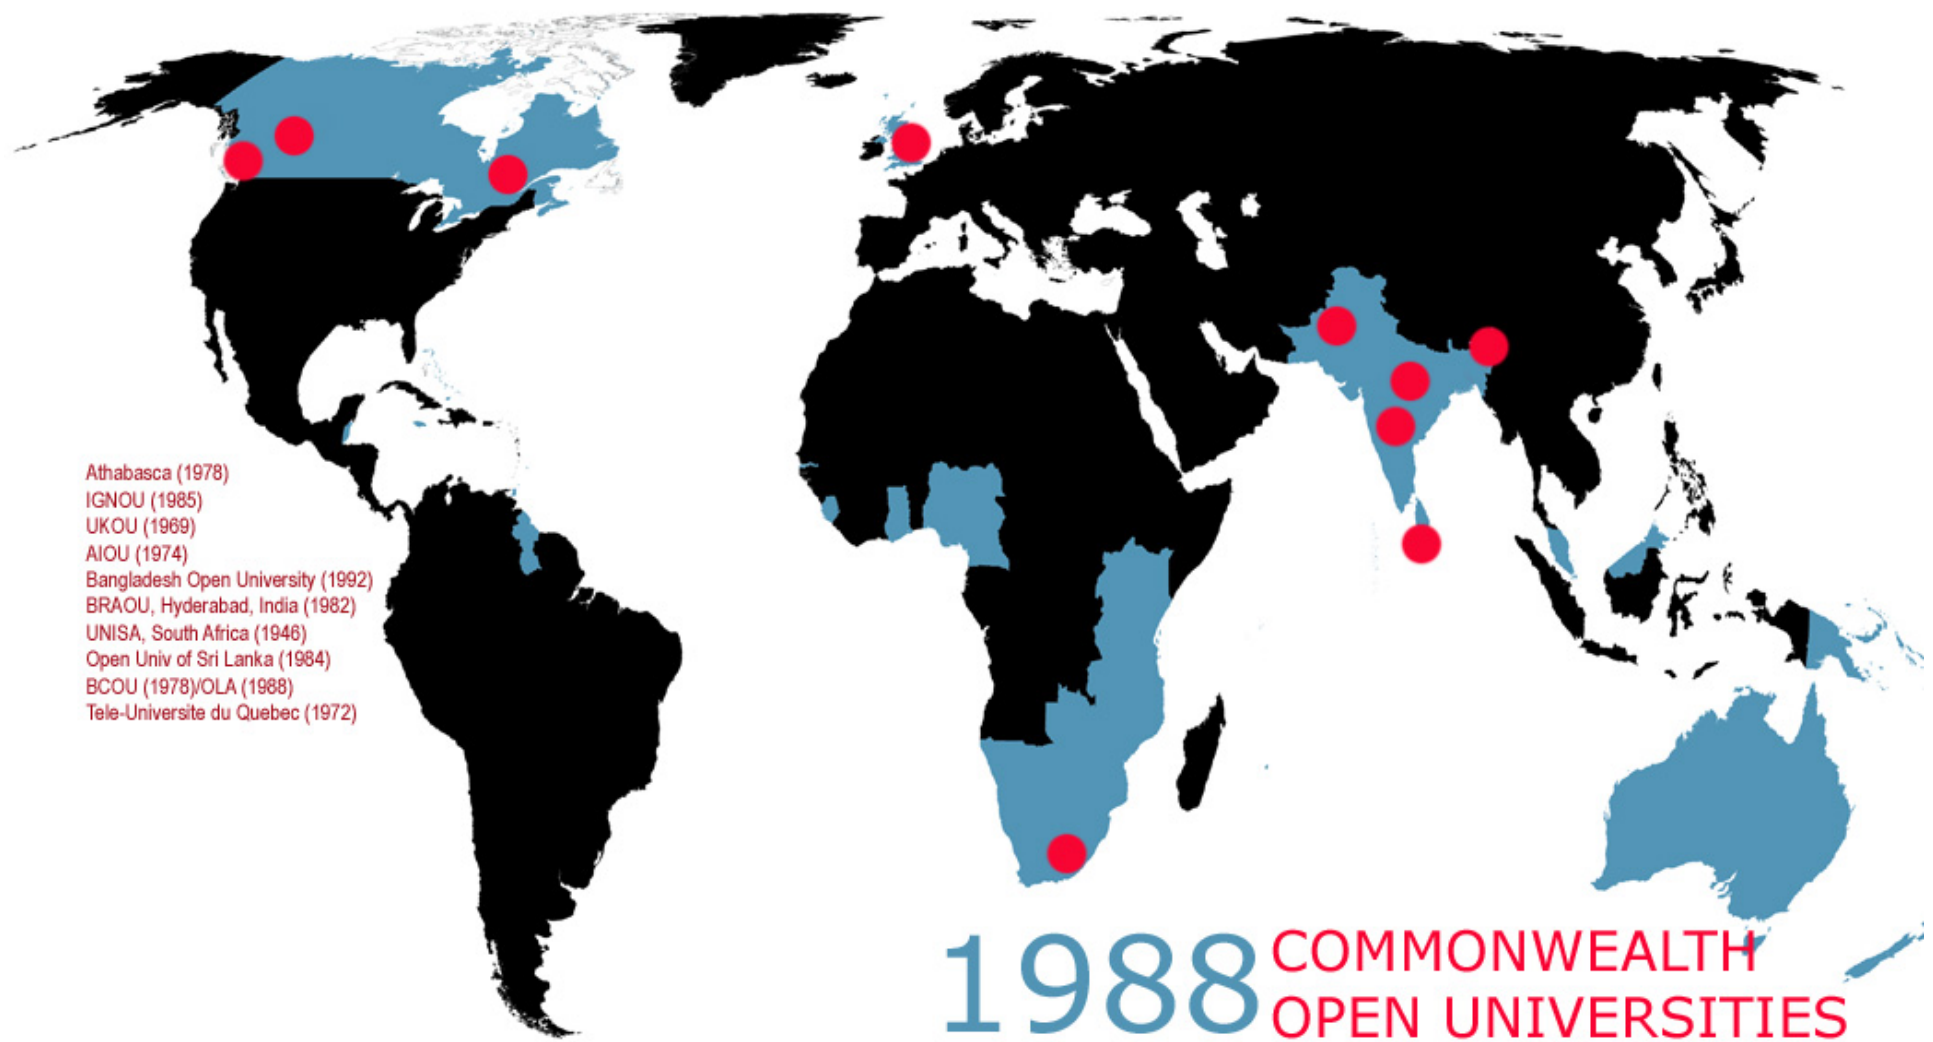 Athabasca (1978)
IGNOU (1985)
UKOU (1969)
AIOU (1974)
Bangladesh Open University (1992)
BRAOU, Hyderabad, India (1982)
UNISA, South Africa (1946)
Open Univ of Sri Lanka (1984)
BCOU (1978)/OLA (1988)
Tele-Universite du Quebec (1972)
1988 COMMONWEALTH
OPEN UNIVERSITIES